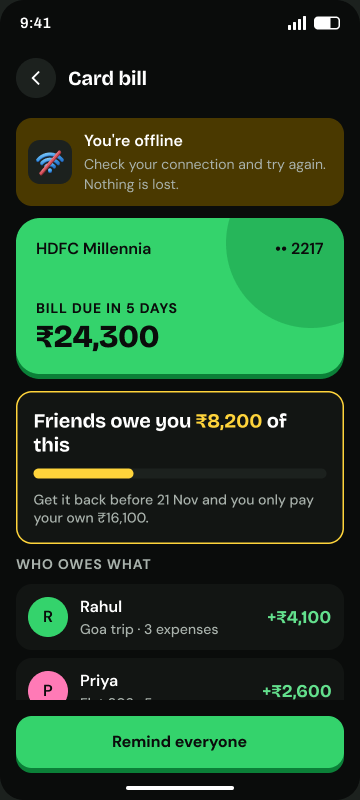 9:41
Card bill
You're offline
Check your connection and try again.
Nothing is lost.
HDFC Millennia
•• 2217
BILL DUE IN 5 DAYS
₹24,300
Friends owe you ₹8,200 of
this
Get it back before 21 Nov and you only pay
your own ₹16,100.
WHO OWES WHAT
R
Rahul
Goa trip · 3 expenses
+₹4,100
P
Priya
+₹2,600
Remind everyone